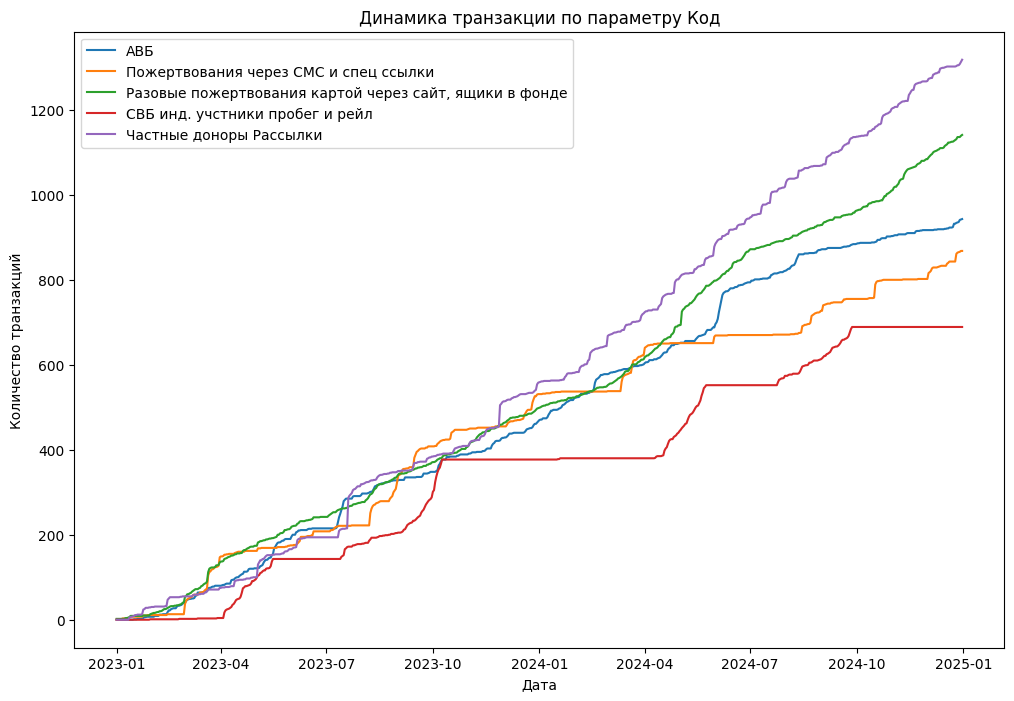 Динамика транзакции по параметру Код
АВБ
Пожертвования через СМС и спец ссылки
Разовые пожертвования картой через сайт, ящики в фонде
СВБ инд. учстники пробег и рейл
Частные доноры Рассылки
Количество транзакций
1200
1000
800
600
400
200
0
2023-01 2023-04 2023-07 2023-10 2024-01 2024-04 2024-07 2024-10 2025-01
Дата